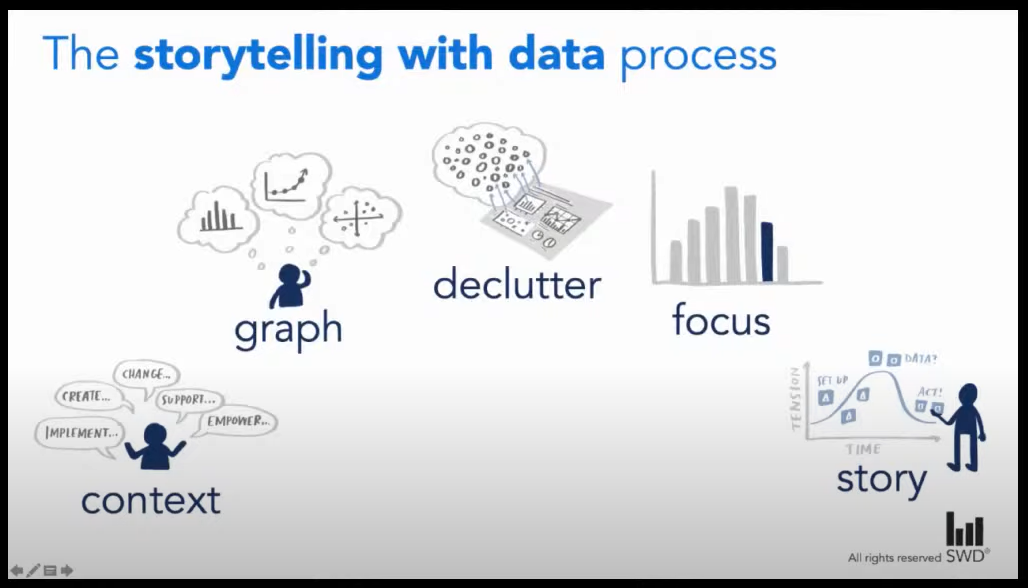 The storytelling with data process
graph
declutter
focus
CHANGE...
CREATE...
SUPPORT...
IMPLEMENT...
EMPOWER...
context
TENSION
SET UP
DATA?
ACT!
TIME
story
All rights reserved SWD®